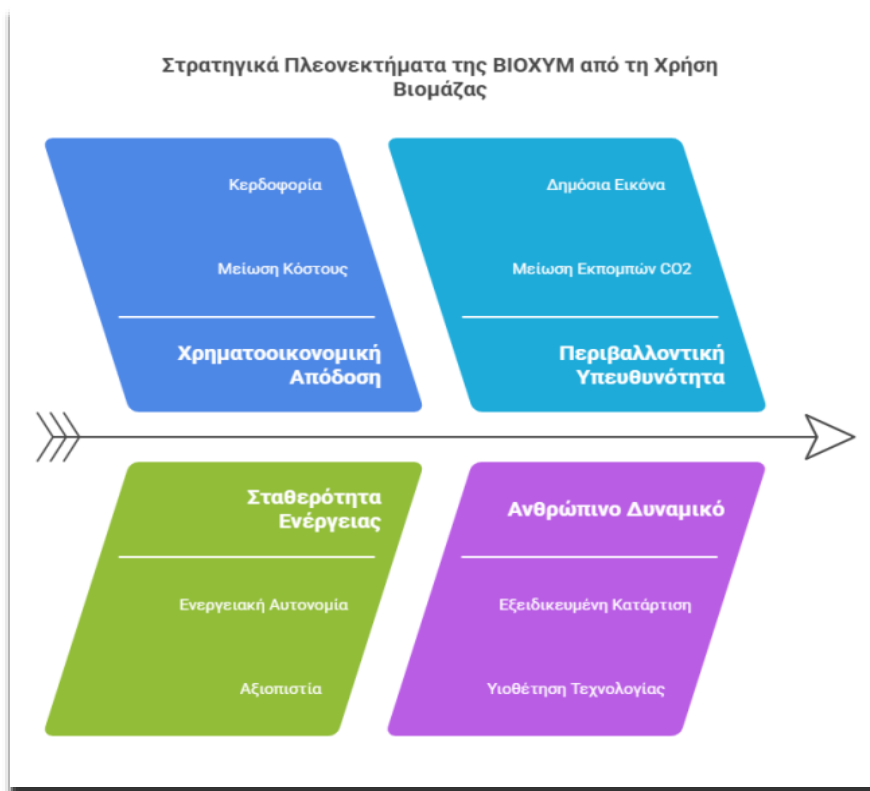 Στρατηγικά Πλεονεκτήματα της ΒΙΟΧΥΜ από τη Χρήση
Βιομάζας
Κερδοφορία
Μείωση Κόστους
Χρηματοοικονομική
Απόδοση
Δημόσια Εικόνα
Μείωση Εκπομπών CO2
Περιβαλλοντική
Υπευθυνότητα
Σταθερότητα
Ενέργειας
Ενεργειακή Αυτονομία
Αξιοπιστία
Ανθρώπινο Δυναμικό
Εξειδικευμένη Κατάρτιση
Υιοθέτηση Τεχνολογίας